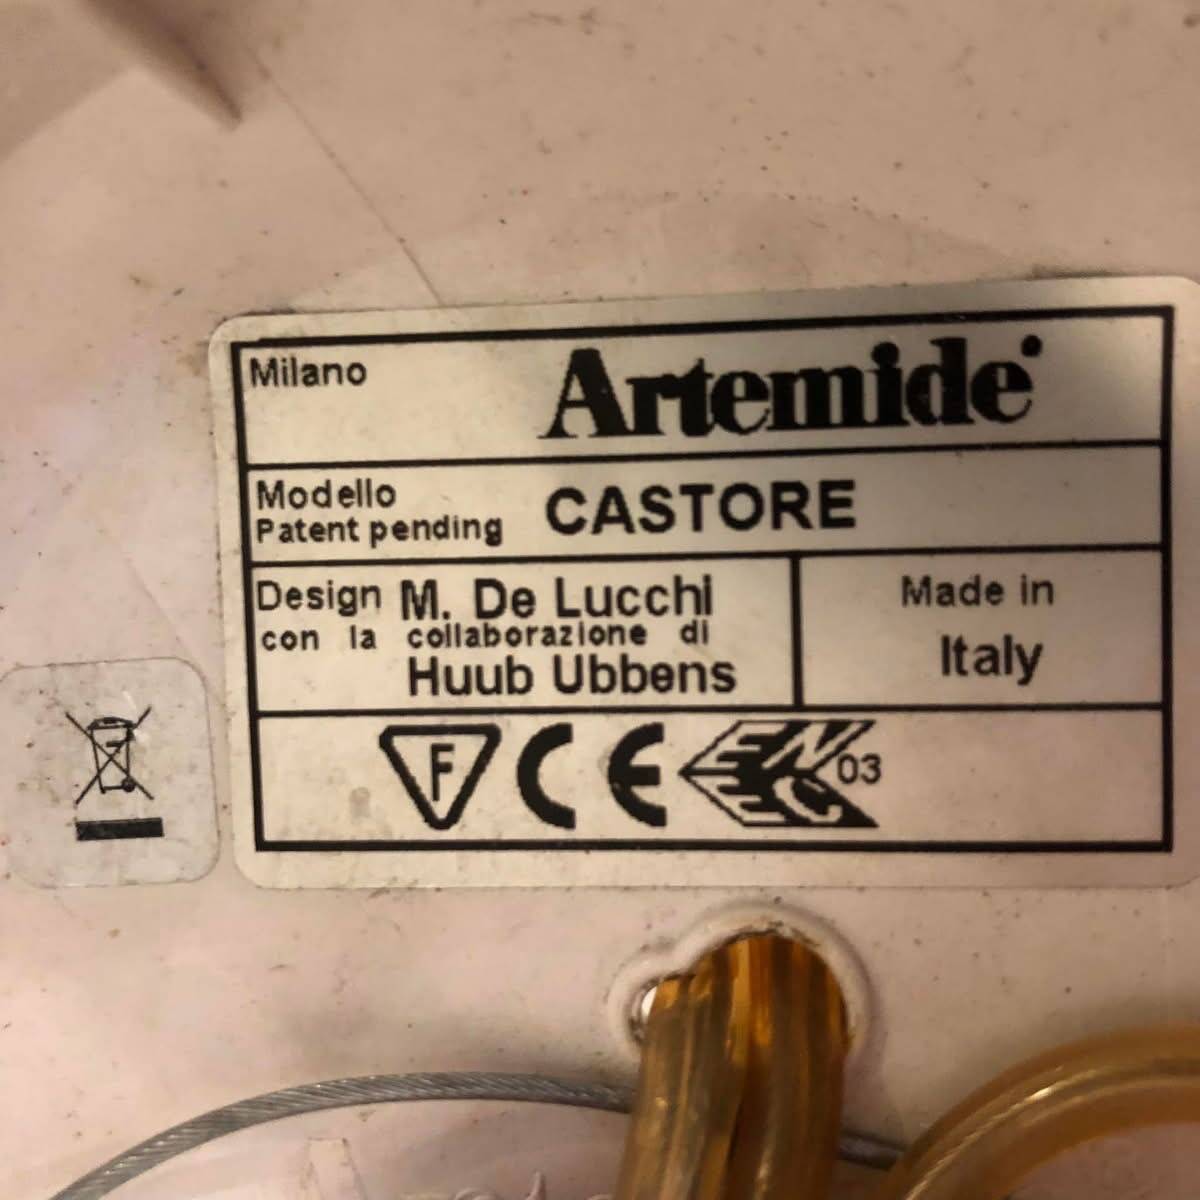 Milano Artemide
Modello
Patent pending CASTORE
Design M. De Lucchi
con la collaborazione di
Huub Ubbens
Made in
Italy
F CE ENEC 03